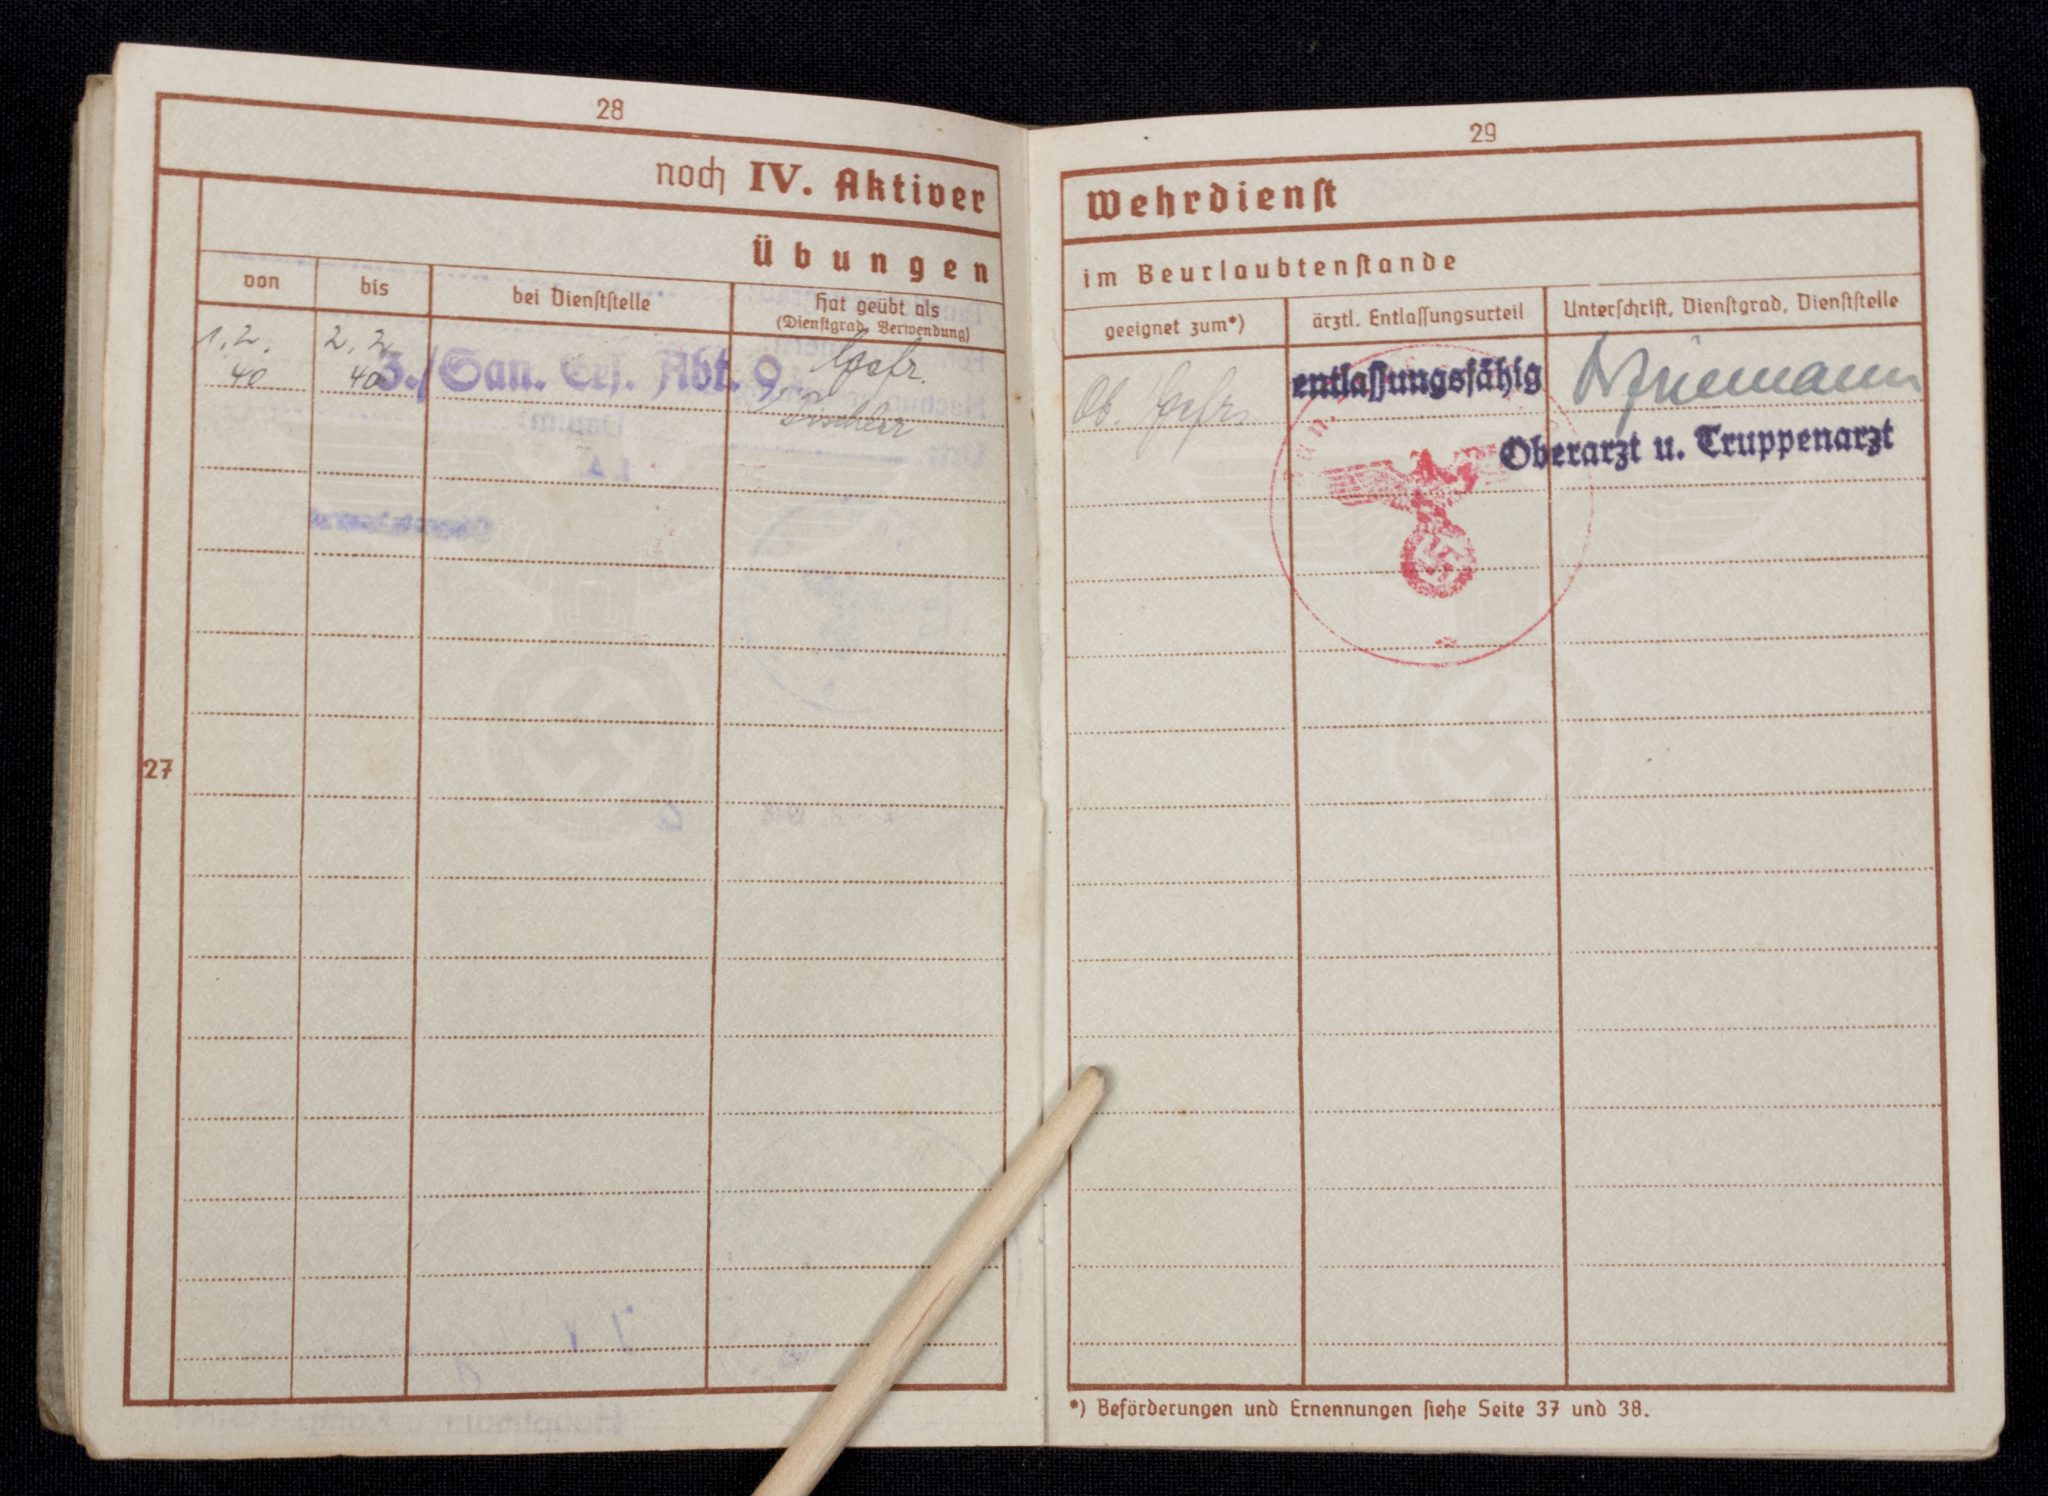 28
noch IV. Aktiver
Übungen
von
bis
bei Dienststelle
Hat geübt als
(Dienstgrad, Verwendung)
1.2.
40
2.2
40
3./San. Ers. Abt. 9
Gefr.
27
29
Wehrdienst
im Beurlaubtenstande
geeignet zum*)
ärztl. Entlassungsurteil
Unterschrift, Dienstgrad, Dienststelle
Ob. Gefr.
entlassungsfähig
Oberarzt u. Truppenarzt
*) Beförderungen und Ernennungen siehe Seite 37 und 38.